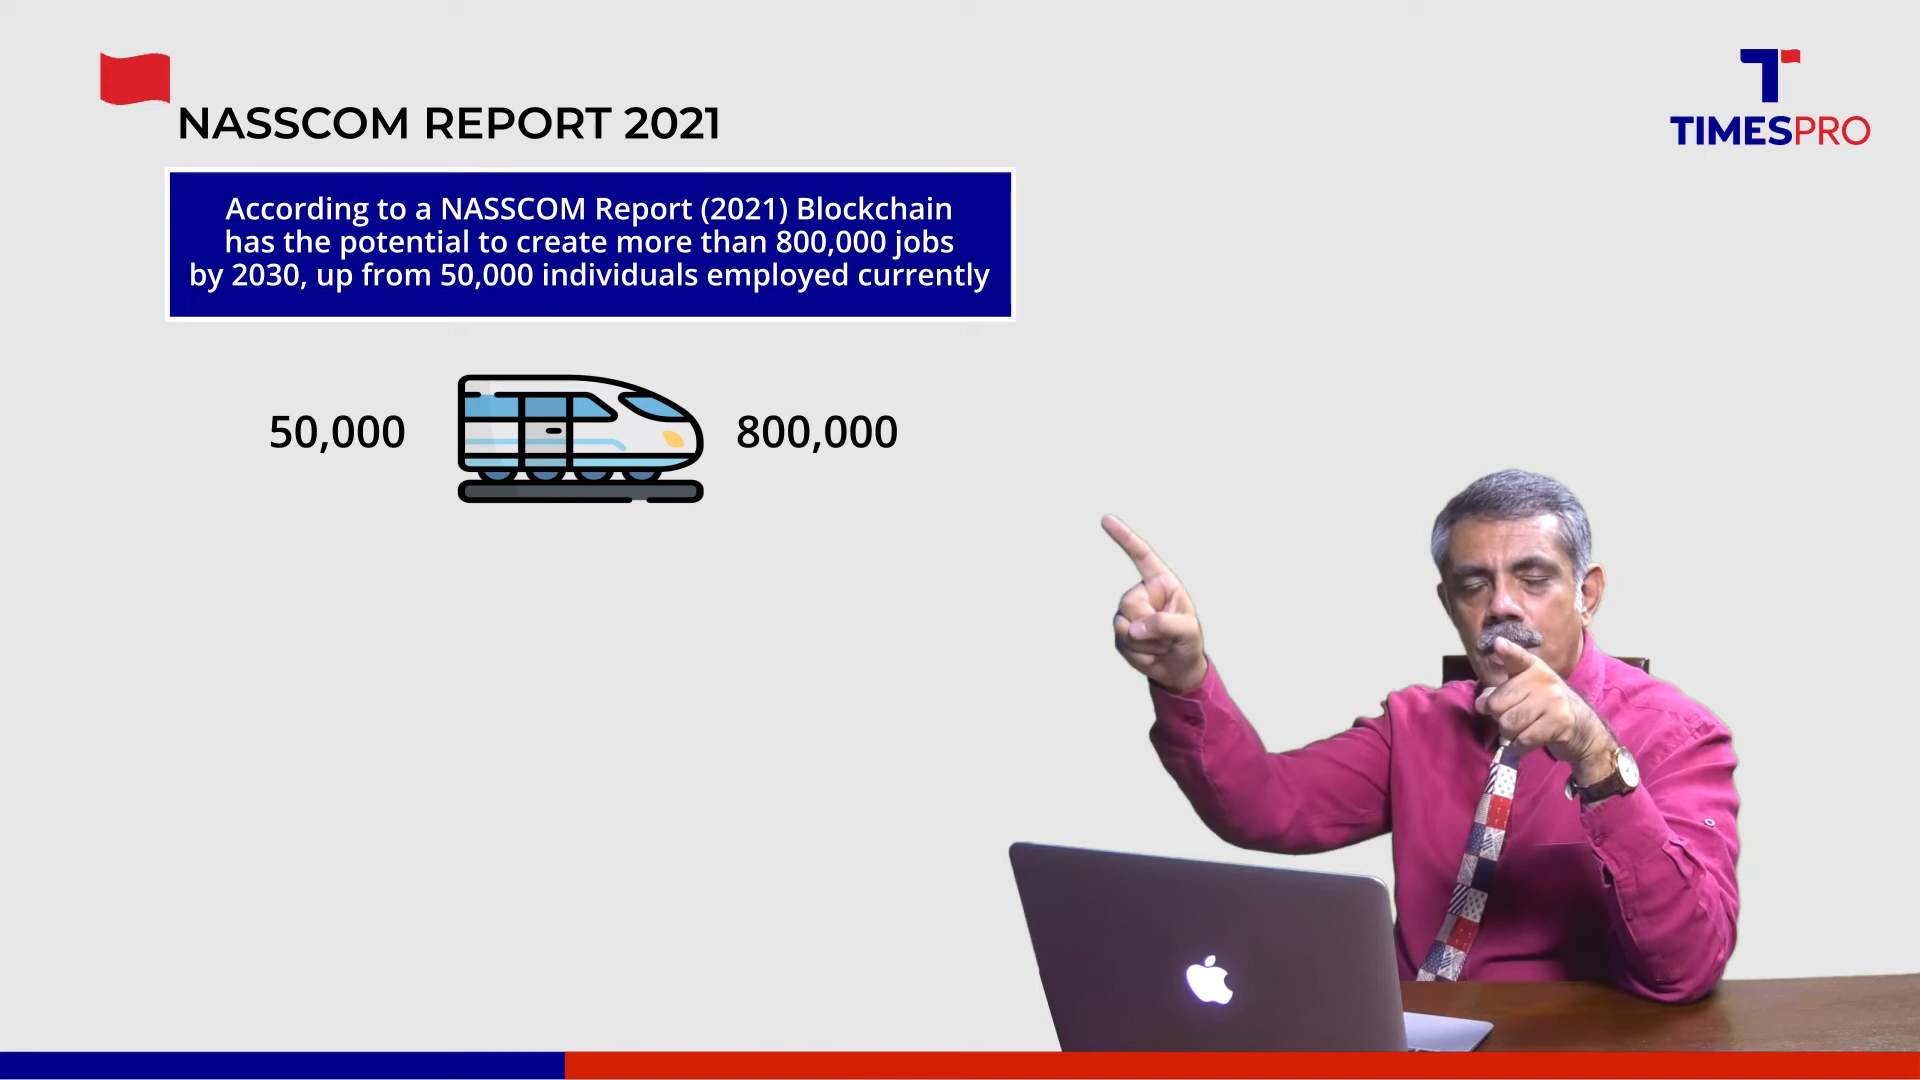 NASSCOM REPORT 2021
TIMESPRO
According to a NASSCOM Report (2021) Blockchain
has the potential to create more than 800,000 jobs
by 2030, up from 50,000 individuals employed currently
50,000
800,000